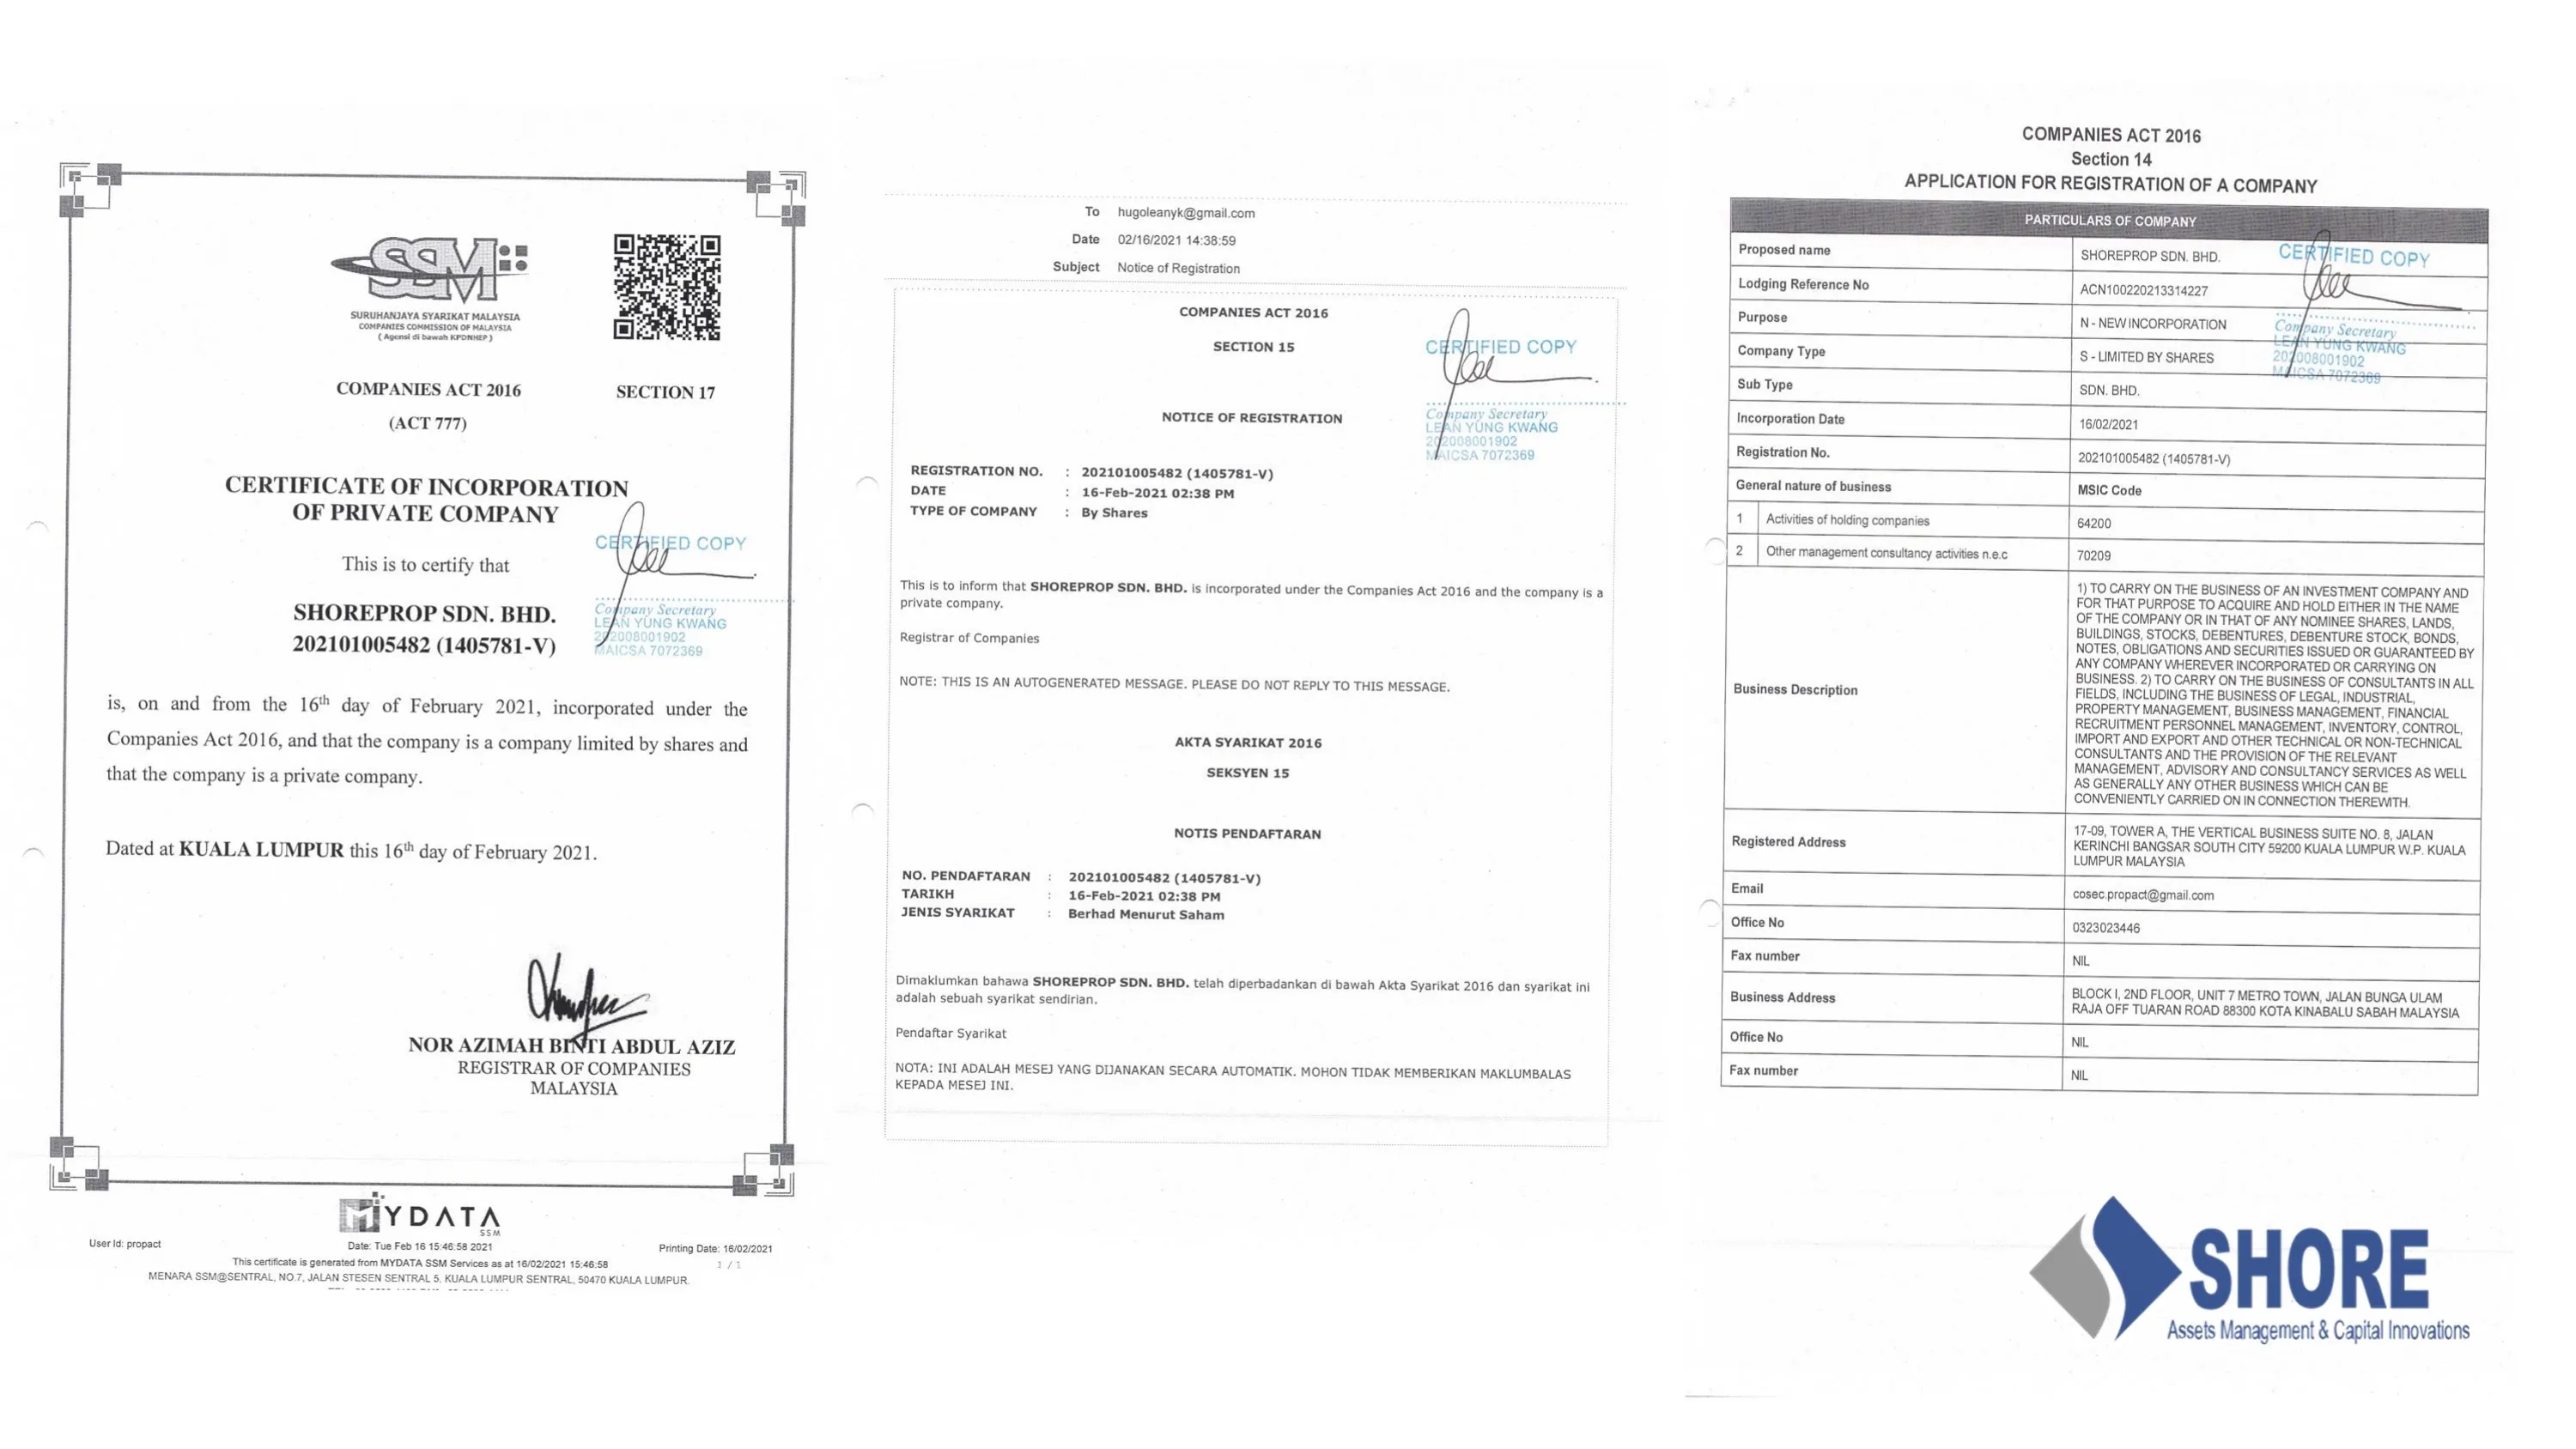 SSM
SURUHANJAYA SYARIKAT MALAYSIA
COMPANIES COMMISSION OF MALAYSIA
( Agensi di bawah KPDNHEP )
COMPANIES ACT 2016
SECTION 17
(ACT 777)
CERTIFICATE OF INCORPORATION
OF PRIVATE COMPANY
This is to certify that
SHOREPROP SDN. BHD.
202101005482 (1405781-V)
CERTIFIED COPY
Company Secretary
LEAN YUNG KWANG
202008001902
MAICSA 7072369
is, on and from the 16th day of February 2021, incorporated under the
Companies Act 2016, and that the company is a company limited by shares and
that the company is a private company.
Dated at KUALA LUMPUR this 16th day of February 2021.
NOR AZIMAH BINTI ABDUL AZIZ
REGISTRAR OF COMPANIES
MALAYSIA
MYDATA
SSM
User Id: propact
Date: Tue Feb 16 15:46:58 2021
Printing Date: 16/02/2021
This certificate is generated from MYDATA SSM Services as at 16/02/2021 15:46:58
1 / 1
MENARA SSM@SENTRAL, NO.7, JALAN STESEN SENTRAL 5, KUALA LUMPUR SENTRAL, 50470 KUALA LUMPUR.
To hugoleanyk@gmail.com
Date 02/16/2021 14:38:59
Subject Notice of Registration
COMPANIES ACT 2016
SECTION 15
NOTICE OF REGISTRATION
CERTIFIED COPY
Company Secretary
LEAN YUNG KWANG
202008001902
MAICSA 7072369
REGISTRATION NO. : 202101005482 (1405781-V)
DATE : 16-Feb-2021 02:38 PM
TYPE OF COMPANY : By Shares
This is to inform that SHOREPROP SDN. BHD. is incorporated under the Companies Act 2016 and the company is a
private company.
Registrar of Companies
NOTE: THIS IS AN AUTOGENERATED MESSAGE. PLEASE DO NOT REPLY TO THIS MESSAGE.
AKTA SYARIKAT 2016
SEKSYEN 15
NOTIS PENDAFTARAN
NO. PENDAFTARAN : 202101005482 (1405781-V)
TARIKH : 16-Feb-2021 02:38 PM
JENIS SYARIKAT : Berhad Menurut Saham
Dimaklumkan bahawa SHOREPROP SDN. BHD. telah diperbadankan di bawah Akta Syarikat 2016 dan syarikat ini
adalah sebuah syarikat sendirian.
Pendaftar Syarikat
NOTA: INI ADALAH MESEJ YANG DIJANAKAN SECARA AUTOMATIK. MOHON TIDAK MEMBERIKAN MAKLUMBALAS
KEPADA MESEJ INI.
COMPANIES ACT 2016
Section 14
APPLICATION FOR REGISTRATION OF A COMPANY
PARTICULARS OF COMPANY
Proposed name SHOREPROP SDN. BHD.
Lodging Reference No ACN100220213314227
Purpose N - NEW INCORPORATION
Company Type S - LIMITED BY SHARES
Sub Type SDN. BHD.
CERTIFIED COPY
Company Secretary
LEAN YUNG KWANG
202008001902
MAICSA 7072369
Incorporation Date 16/02/2021
Registration No. 202101005482 (1405781-V)
General nature of business MSIC Code
1 Activities of holding companies 64200
2 Other management consultancy activities n.e.c 70209
Business Description
1) TO CARRY ON THE BUSINESS OF AN INVESTMENT COMPANY AND
FOR THAT PURPOSE TO ACQUIRE AND HOLD EITHER IN THE NAME
OF THE COMPANY OR IN THAT OF ANY NOMINEE SHARES, LANDS,
BUILDINGS, STOCKS, DEBENTURES, DEBENTURE STOCK, BONDS,
NOTES, OBLIGATIONS AND SECURITIES ISSUED OR GUARANTEED BY
ANY COMPANY WHEREVER INCORPORATED OR CARRYING ON
BUSINESS. 2) TO CARRY ON THE BUSINESS OF CONSULTANTS IN ALL
FIELDS, INCLUDING THE BUSINESS OF LEGAL, INDUSTRIAL,
PROPERTY MANAGEMENT, BUSINESS MANAGEMENT, FINANCIAL
RECRUITMENT PERSONNEL MANAGEMENT, INVENTORY, CONTROL,
IMPORT AND EXPORT AND OTHER TECHNICAL OR NON-TECHNICAL
CONSULTANTS AND THE PROVISION OF THE RELEVANT
MANAGEMENT, ADVISORY AND CONSULTANCY SERVICES AS WELL
AS GENERALLY ANY OTHER BUSINESS WHICH CAN BE
CONVENIENTLY CARRIED ON IN CONNECTION THEREWITH.
Registered Address
17-09, TOWER A, THE VERTICAL BUSINESS SUITE NO. 8, JALAN
KERINCHI BANGSAR SOUTH CITY 59200 KUALA LUMPUR W.P. KUALA
LUMPUR MALAYSIA
Email cosec.propact@gmail.com
Office No 0323023446
Fax number NIL
Business Address
BLOCK I, 2ND FLOOR, UNIT 7 METRO TOWN, JALAN BUNGA ULAM
RAJA OFF TUARAN ROAD 88300 KOTA KINABALU SABAH MALAYSIA
Office No NIL
Fax number NIL
SHORE
Assets Management & Capital Innovations